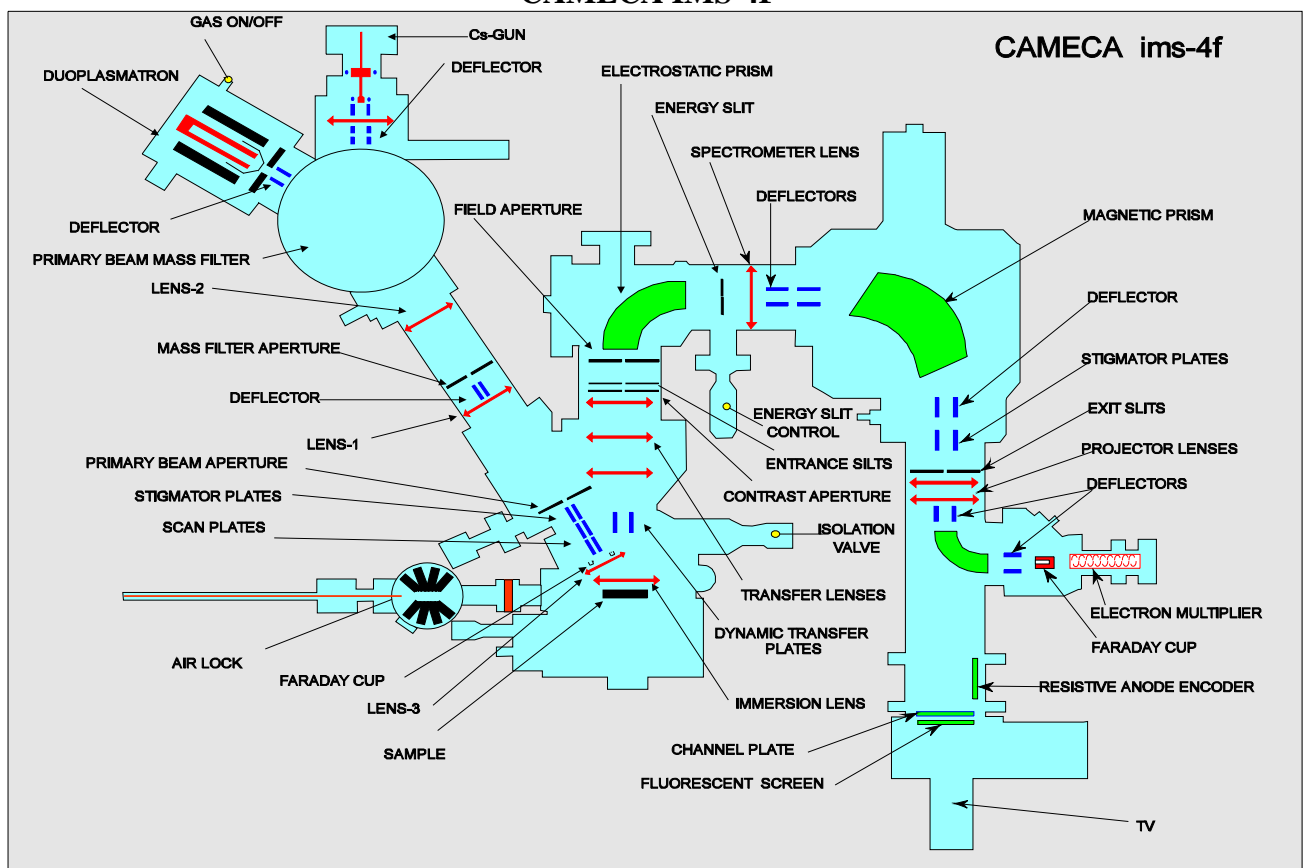 CAMECA IMS-4F
CAMECA ims-4f
GAS ON/OFF
Cs-GUN
DUOPLASMATRON
DEFLECTOR
ELECTROSTATIC PRISM
ENERGY SLIT
SPECTROMETER LENS
DEFLECTORS
FIELD APERTURE
MAGNETIC PRISM
DEFLECTOR
PRIMARY BEAM MASS FILTER
LENS-2
DEFLECTOR
MASS FILTER APERTURE
STIGMATOR PLATES
DEFLECTOR
EXIT SLITS
ENERGY SLIT
CONTROL
LENS-1
PROJECTOR LENSES
ENTRANCE SILTS
PRIMARY BEAM APERTURE
DEFLECTORS
CONTRAST APERTURE
STIGMATOR PLATES
ISOLATION
VALVE
SCAN PLATES
TRANSFER LENSES
ELECTRON MULTIPLIER
DYNAMIC TRANSFER
PLATES
FARADAY CUP
AIR LOCK
FARADAY CUP
RESISTIVE ANODE ENCODER
LENS-3
IMMERSION LENS
SAMPLE
CHANNEL PLATE
FLUORESCENT SCREEN
TV